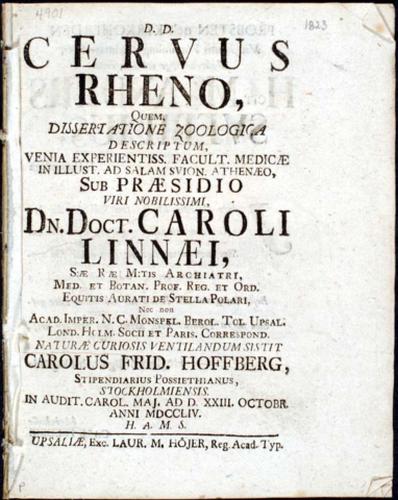 4901
1823
D. D.
CERVUS
RHENO,
QUEM,
DISSERTATIONE ZOOLOGICA
DESCRIPTUM,
VENIA EXPERIENTISS. FACULT. MEDICÆ
IN ILLUST. AD SALAM SVION. ATHENÆO,
SUB PRÆSIDIO
VIRI NOBILISSIMI,
DN. DOCT. CAROLI
LINNÆI,
S:Æ R:Æ M:TIS ARCHIATRI,
MED. ET BOTAN. PROF. REG. ET ORD.
EQUITIS AURATI DE STELLA POLARI,
Nec non
ACAD. IMPER. N. C. MONSPEL. BEROL. TOL. UPSAL.
LOND. HOLM. SOCII ET PARIS. CORRESPOND.
NATURÆ CURIOSIS VENTILANDUM SISTIT
CAROLUS FRID. HOFFBERG,
STIPENDIARIUS POSSIETHIANUS,
STOCKHOLMIENSIS.
IN AUDIT. CAROL. MAJ. AD D. XXIII. OCTOBR.
ANNI MDCCLIV.
H. A. M. S.
UPSALIÆ, Exc. LAUR. M. HÖJER, Reg. Acad. Typ.